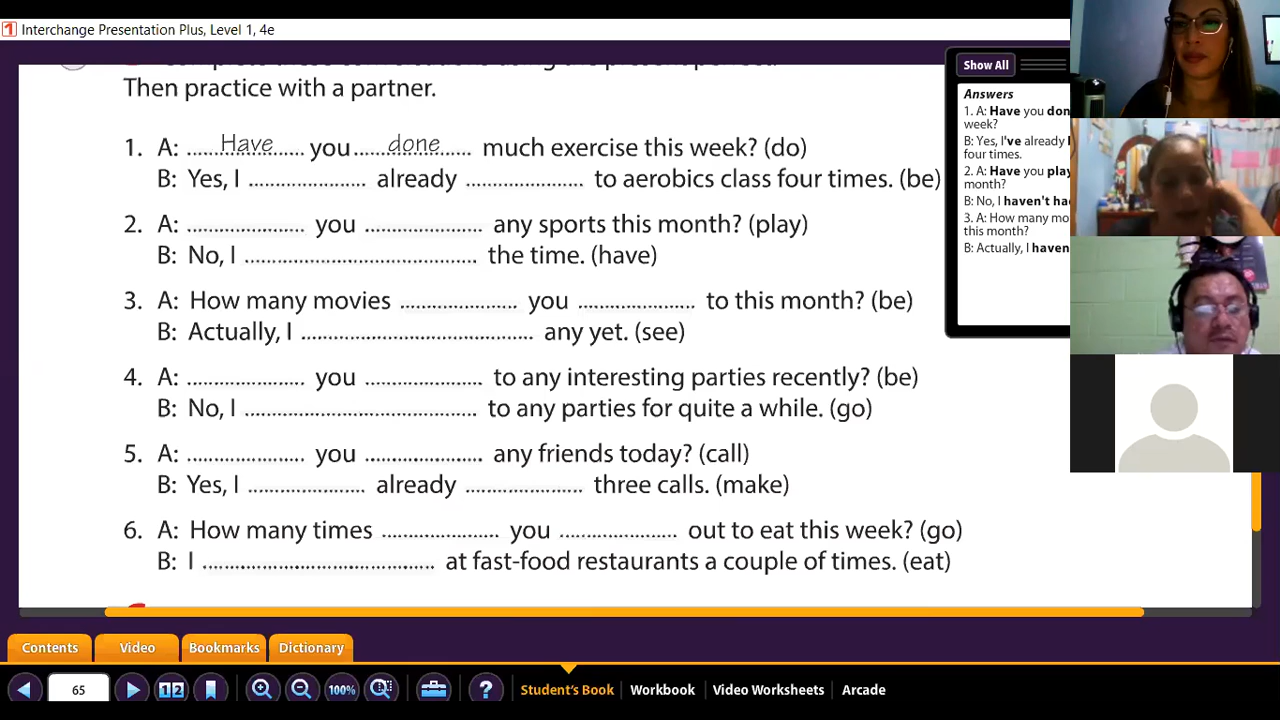 Interchange Presentation Plus, Level 1, 4e
Then practice with a partner.
1. A: Have you done much exercise this week? (do)
B: Yes, I .................... already .................... to aerobics class four times. (be)
2. A: .................... you .................... any sports this month? (play)
B: No, I ........................................ the time. (have)
3. A: How many movies .................... you .................... to this month? (be)
B: Actually, I ........................................ any yet. (see)
4. A: .................... you .................... to any interesting parties recently? (be)
B: No, I ........................................ to any parties for quite a while. (go)
5. A: .................... you .................... any friends today? (call)
B: Yes, I .................... already .................... three calls. (make)
6. A: How many times .................... you .................... out to eat this week? (go)
B: I ........................................ at fast-food restaurants a couple of times. (eat)
Show All
Answers
1. A: Have you don
week?
B: Yes, I've already
four times.
2. A: Have you play
month?
B: No, I haven't ha
3. A: How many mo
this month?
B: Actually, I haven
Contents Video Bookmarks Dictionary
65 1 2 100% ? Student's Book Workbook Video Worksheets Arcade